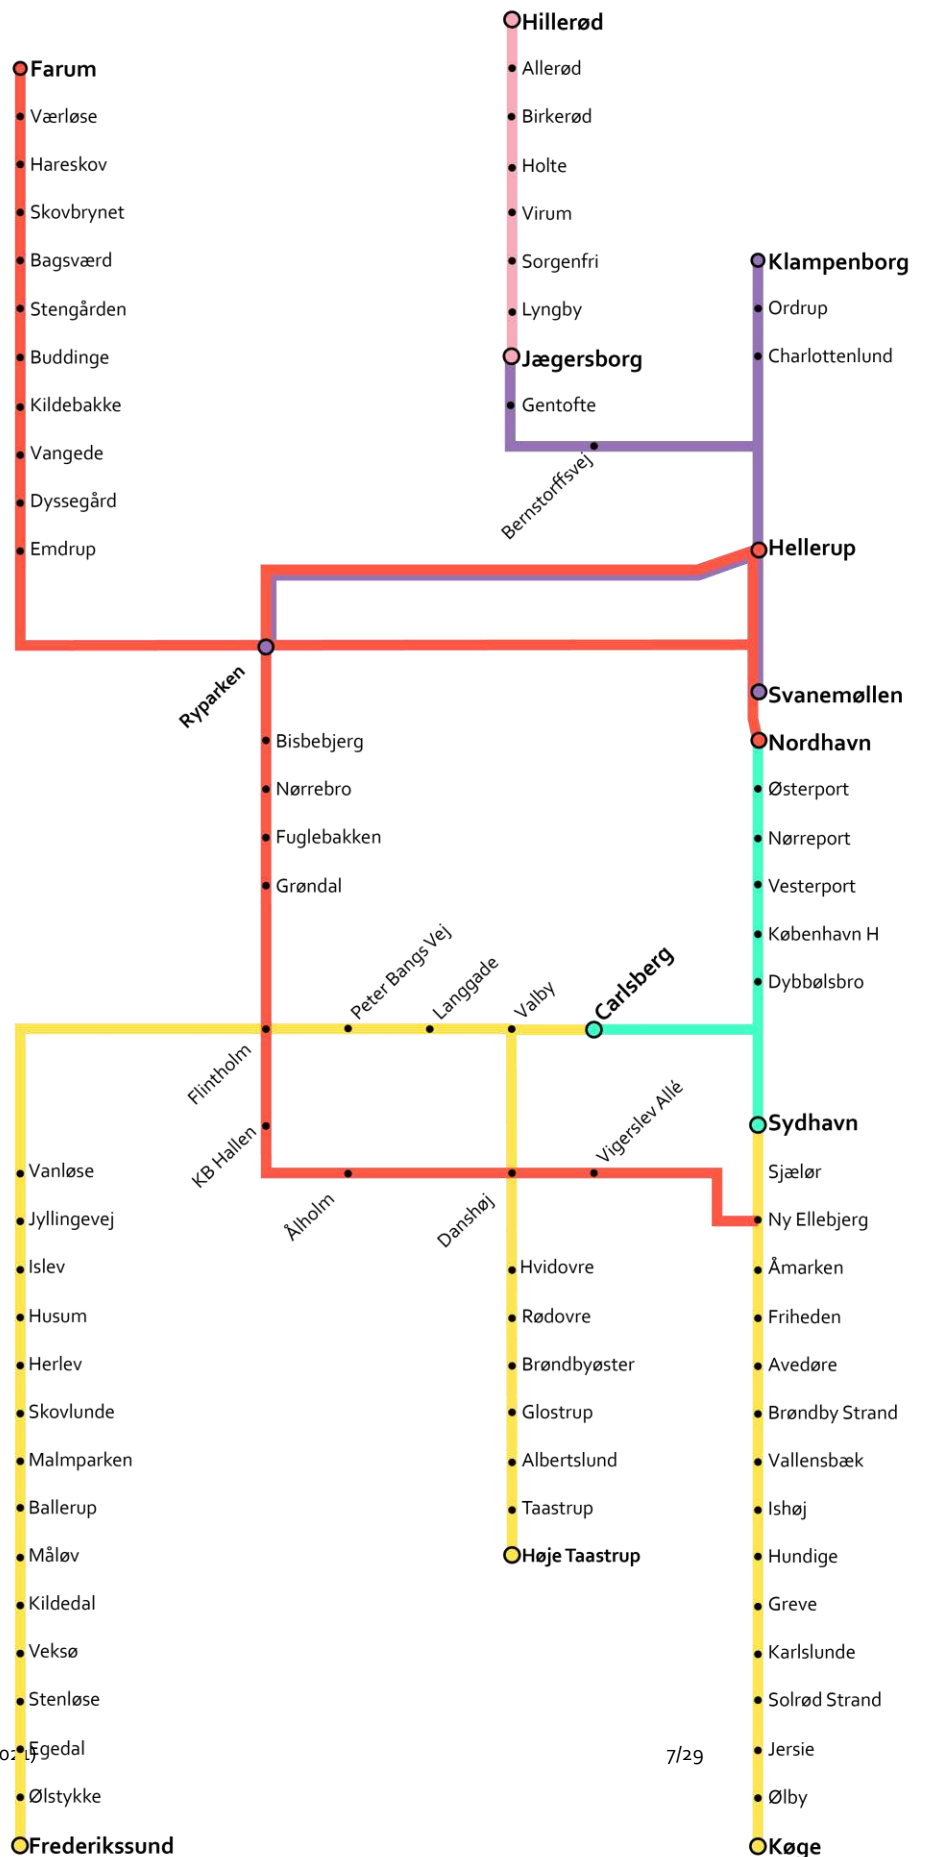 Hillerød
Allerød
Birkerød
Holte
Virum
Sorgenfri
Lyngby
Jægersborg
Gentofte
Bernstorffsvej
Farum
Værløse
Hareskov
Skovbrynet
Bagsværd
Stengården
Buddinge
Kildebakke
Vangede
Dyssegård
Emdrup
Klampenborg
Ordrup
Charlottenlund
Hellerup
Svanemøllen
Nordhavn
Østerport
Nørreport
Vesterport
København H
Dybbølsbro
Ryparken
Bisbebjerg
Nørrebro
Fuglebakken
Grøndal
Peter Bangs Vej
Langgade
Valby
Carlsberg
Flintholm
KB Hallen
Ålholm
Danshøj
Vigerslev Allé
Sydhavn
Sjælør
Ny Ellebjerg
Åmarken
Friheden
Avedøre
Brøndby Strand
Vallensbæk
Ishøj
Hundige
Greve
Karlslunde
Solrød Strand
Jersie
Ølby
Køge
Vanløse
Jyllingevej
Islev
Husum
Herlev
Skovlunde
Malmparken
Ballerup
Måløv
Kildedal
Veksø
Stenløse
Egedal
Ølstykke
Frederikssund
Hvidovre
Rødovre
Brøndbyøster
Glostrup
Albertslund
Taastrup
Høje Taastrup
7/29